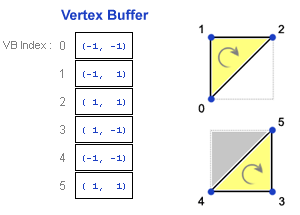 Vertex Buffer
VB Index : 0 (-1, -1)
1 (-1, 1)
2 ( 1, 1)
3 ( 1, -1)
4 (-1, -1)
5 ( 1, 1)
1 2
0
5
4 3